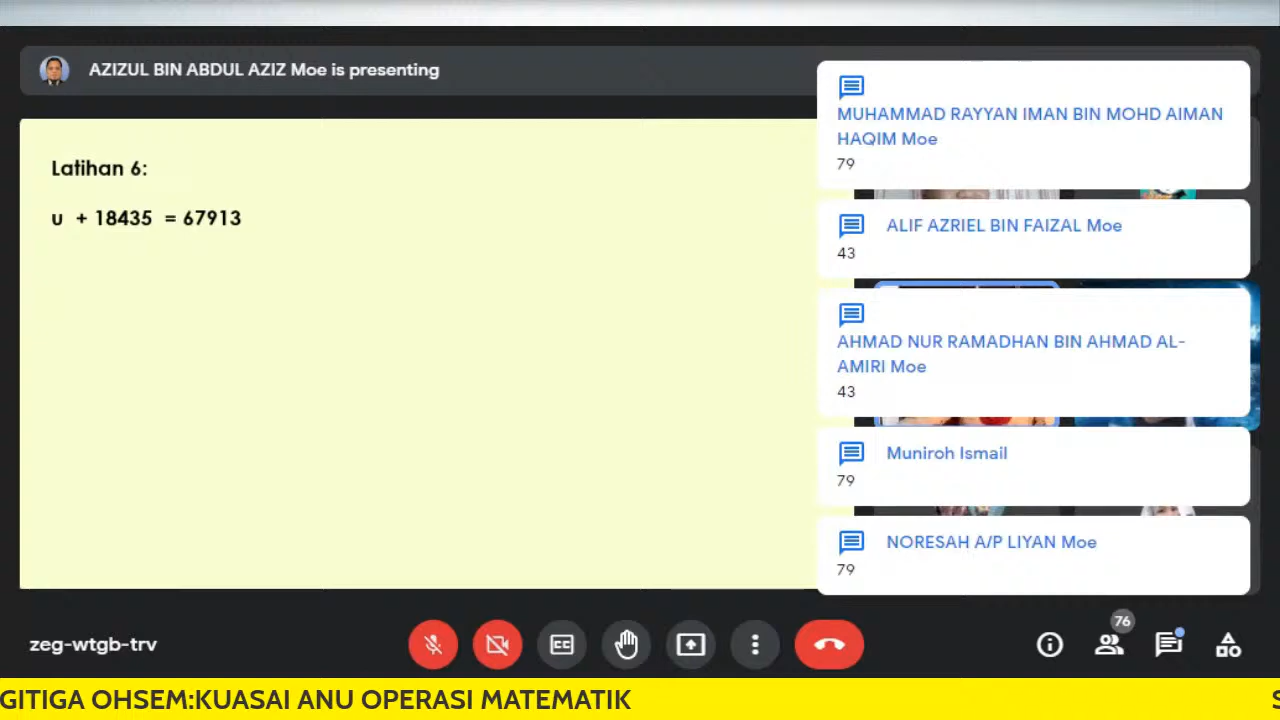 AZIZUL BIN ABDUL AZIZ Moe is presenting
Latihan 6:
u + 18435 = 67913
MUHAMMAD RAYYAN IMAN BIN MOHD AIMAN
HAQIM Moe
79
ALIF AZRIEL BIN FAIZAL Moe
43
AHMAD NUR RAMADHAN BIN AHMAD AL-
AMIRI Moe
43
Muniroh Ismail
79
NORESAH A/P LIYAN Moe
79
zeg-wtgb-trv
CC
76
GITIGA OHSEM:KUASAI ANU OPERASI MATEMATIK
S